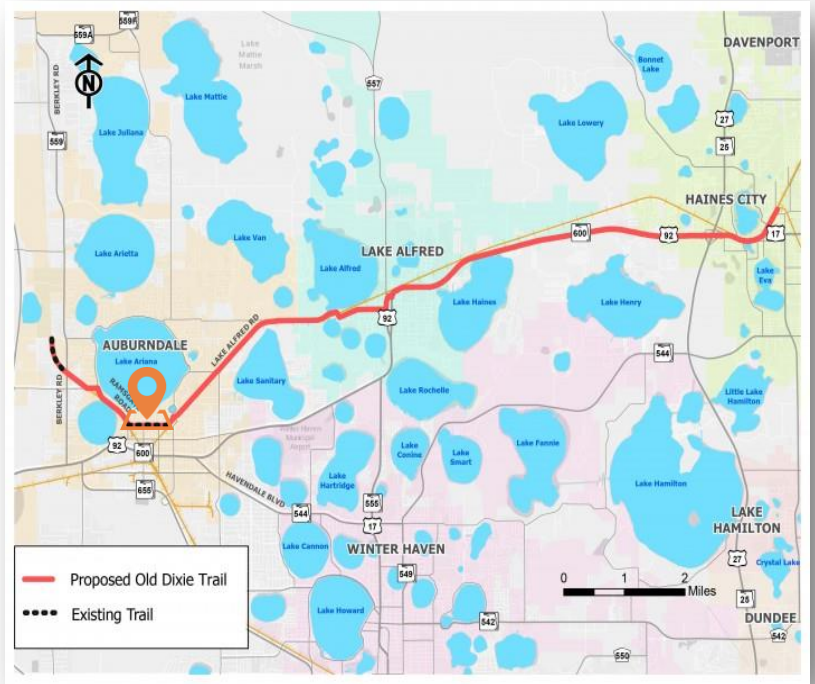 559A
559F
DAVENPORT
Lake
Mattie
Marsh
Bonnet
Lake
BERKLEY RD
N
557
Lake Mattie
27
25
Lake Juliana
Lake Lowery
559
HAINES CITY
Lake Van
600
92
17
LAKE ALFRED
Lake Arietta
Lake Alfred
Lake
Eva
Lake Haines
Lake Henry
92
LAKE ALFRED RD
AUBURNDALE
544
Lake Ariana
Lake Sanitary
BERKLEY RD
Lake Rochelle
Little Lake
Hamilton
92
600
Winter Haven
Municipal
Airport
Lake
Conine
Lake
Smart
Lake Fannie
655
HAVENDALE BLVD
Lake
Hartridge
Lake Hamilton
555
544
17
LAKE
HAMILTON
Lake Cannon
WINTER HAVEN
27
Crystal Lake
549
0 1 2
Miles
25
Lake Howard
542
DUNDEE
542
550
Proposed Old Dixie Trail
Existing Trail